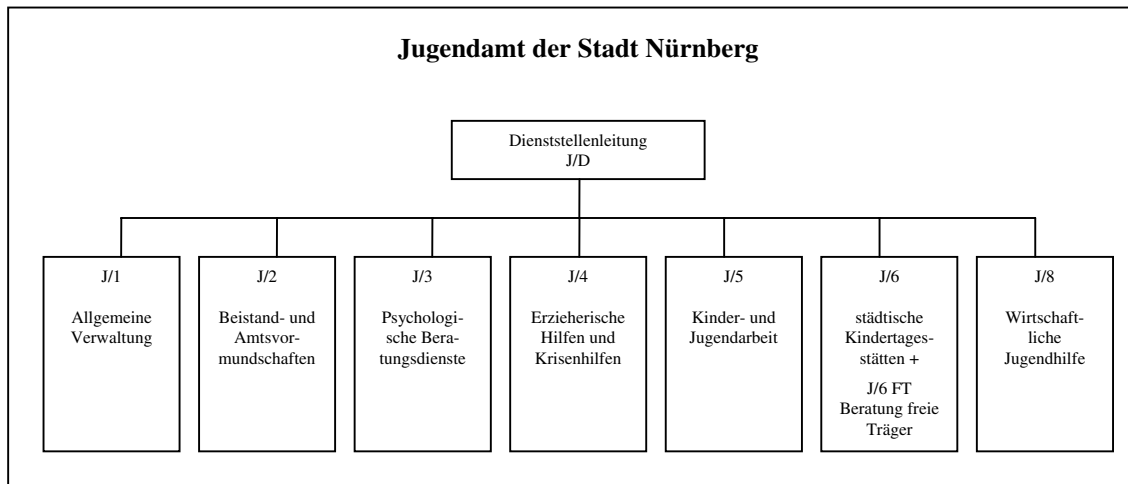 Jugendamt der Stadt Nürnberg
Dienststellenleitung
J/D
J/1
Allgemeine
Verwaltung
J/2
Beistand- und
Amtsvor-
mundschaften
J/3
Psychologi-
sche Bera-
tungsdienste
J/4
Erzieherische
Hilfen und
Krisenhilfen
J/5
Kinder- und
Jugendarbeit
J/6
städtische
Kindertages-
stätten +
J/6 FT
Beratung freie
Träger
J/8
Wirtschaft-
liche
Jugendhilfe